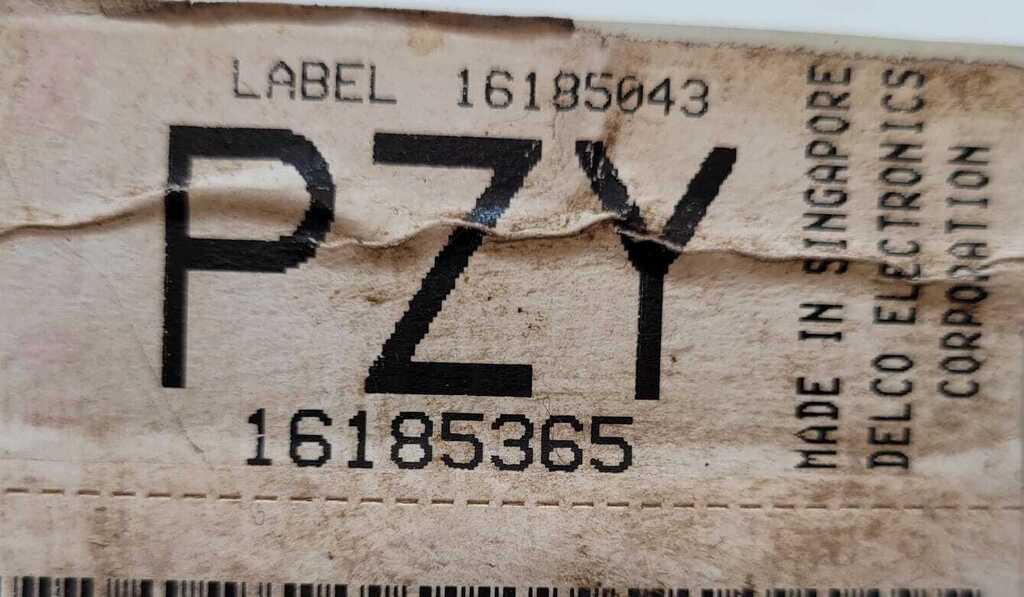 LABEL 16185043
PZY
16185365
MADE IN SINGAPORE
DELCO ELECTRONICS
CORPORATION